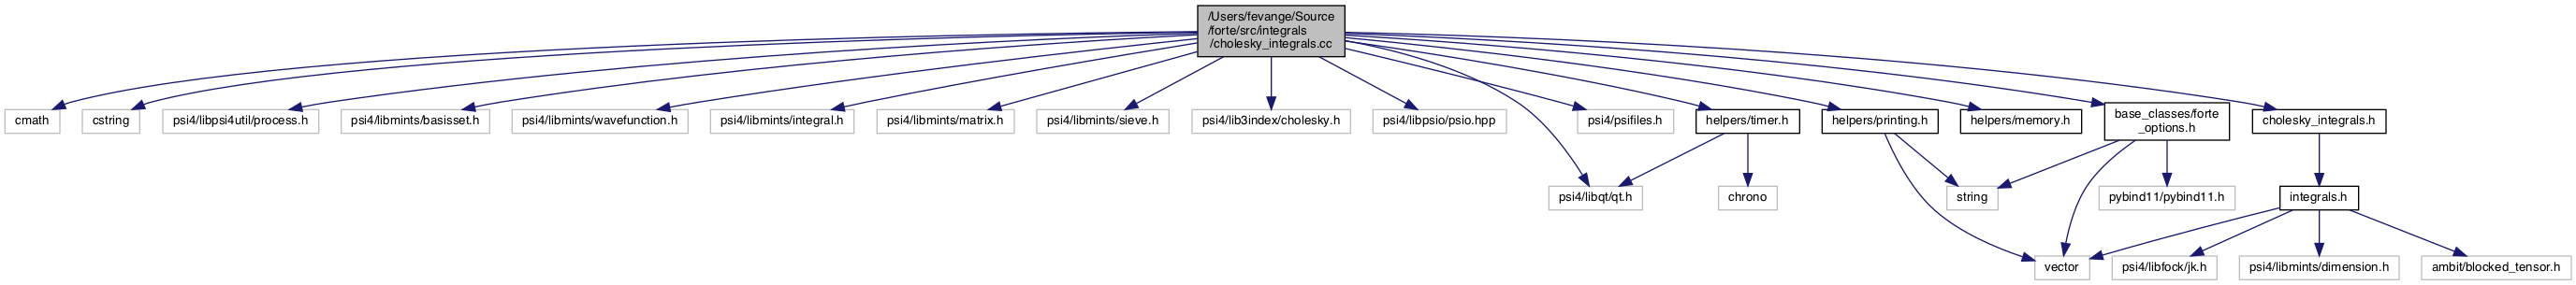 /Users/fevange/Source
/forte/src/integrals
/cholesky_integrals.cc
cmath
cstring
psi4/libpsi4util/process.h
psi4/libmints/basisset.h
psi4/libmints/wavefunction.h
psi4/libmints/integral.h
psi4/libmints/matrix.h
psi4/libmints/sieve.h
psi4/lib3index/cholesky.h
psi4/libpsio/psio.hpp
psi4/psifiles.h
helpers/timer.h
helpers/printing.h
helpers/memory.h
base_classes/forte
_options.h
cholesky_integrals.h
psi4/libqt/qt.h
chrono
string
pybind11/pybind11.h
integrals.h
vector
psi4/libfock/jk.h
psi4/libmints/dimension.h
ambit/blocked_tensor.h